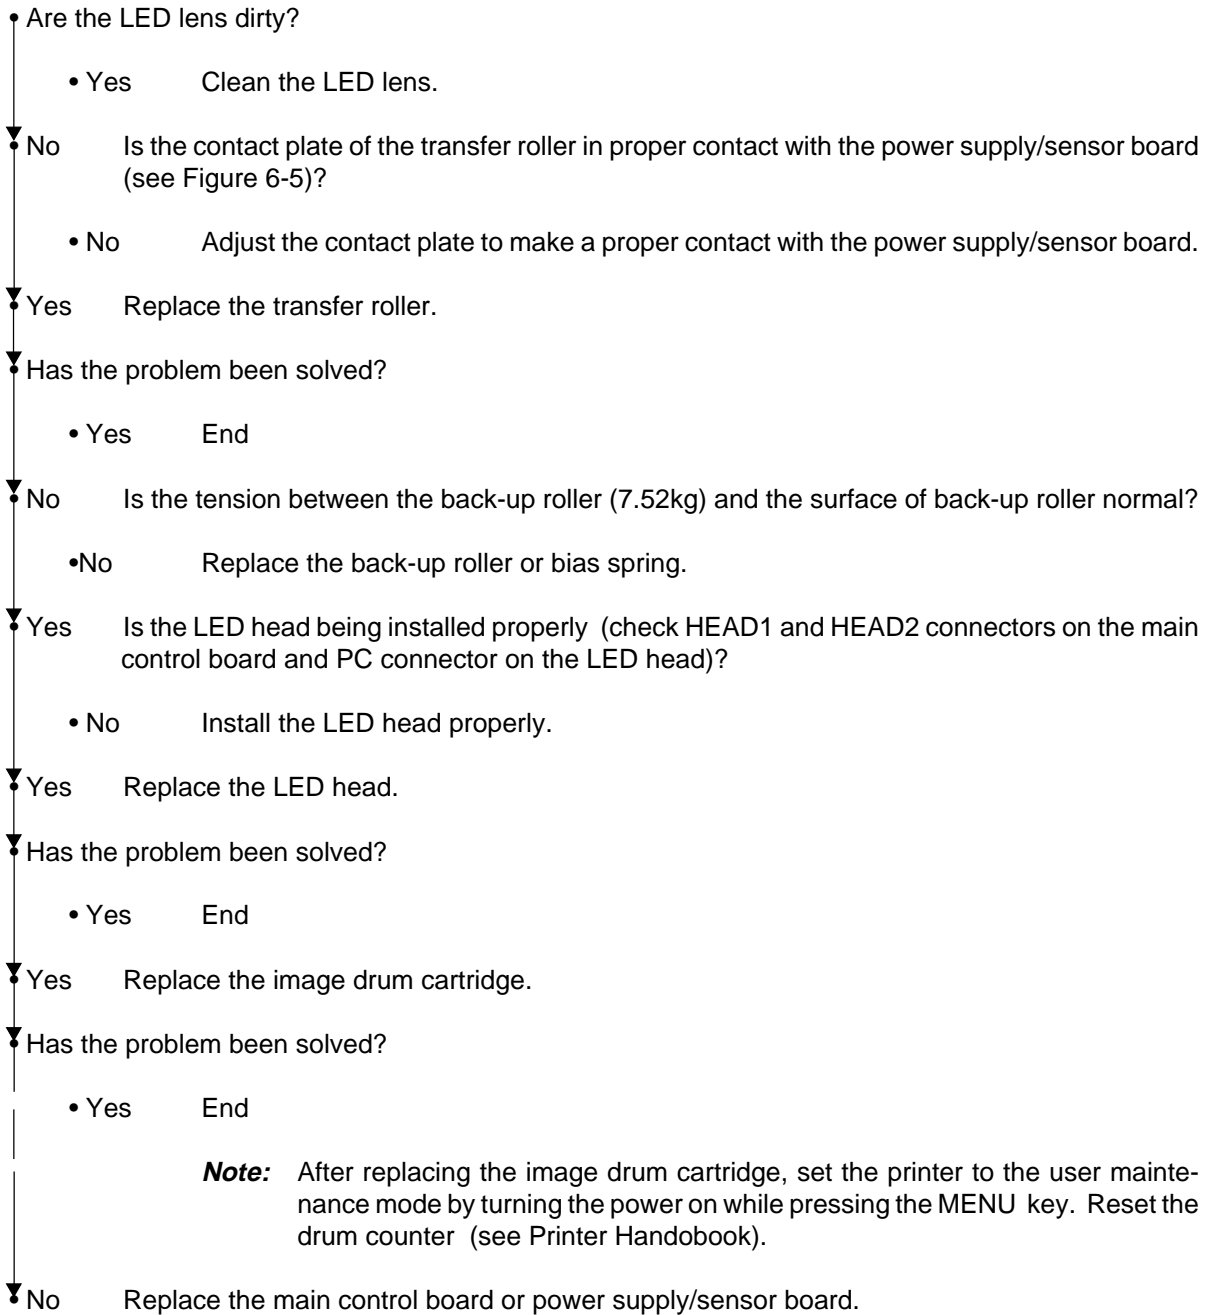 • Are the LED lens dirty?
• Yes Clean the LED lens.
• No Is the contact plate of the transfer roller in proper contact with the power supply/sensor board
(see Figure 6-5)?
• No Adjust the contact plate to make a proper contact with the power supply/sensor board.
• Yes Replace the transfer roller.
• Has the problem been solved?
• Yes End
• No Is the tension between the back-up roller (7.52kg) and the surface of back-up roller normal?
•No Replace the back-up roller or bias spring.
• Yes Is the LED head being installed properly (check HEAD1 and HEAD2 connectors on the main
control board and PC connector on the LED head)?
• No Install the LED head properly.
• Yes Replace the LED head.
• Has the problem been solved?
• Yes End
• Yes Replace the image drum cartridge.
• Has the problem been solved?
• Yes End
Note: After replacing the image drum cartridge, set the printer to the user mainte-
nance mode by turning the power on while pressing the MENU key. Reset the
drum counter (see Printer Handobook).
• No Replace the main control board or power supply/sensor board.